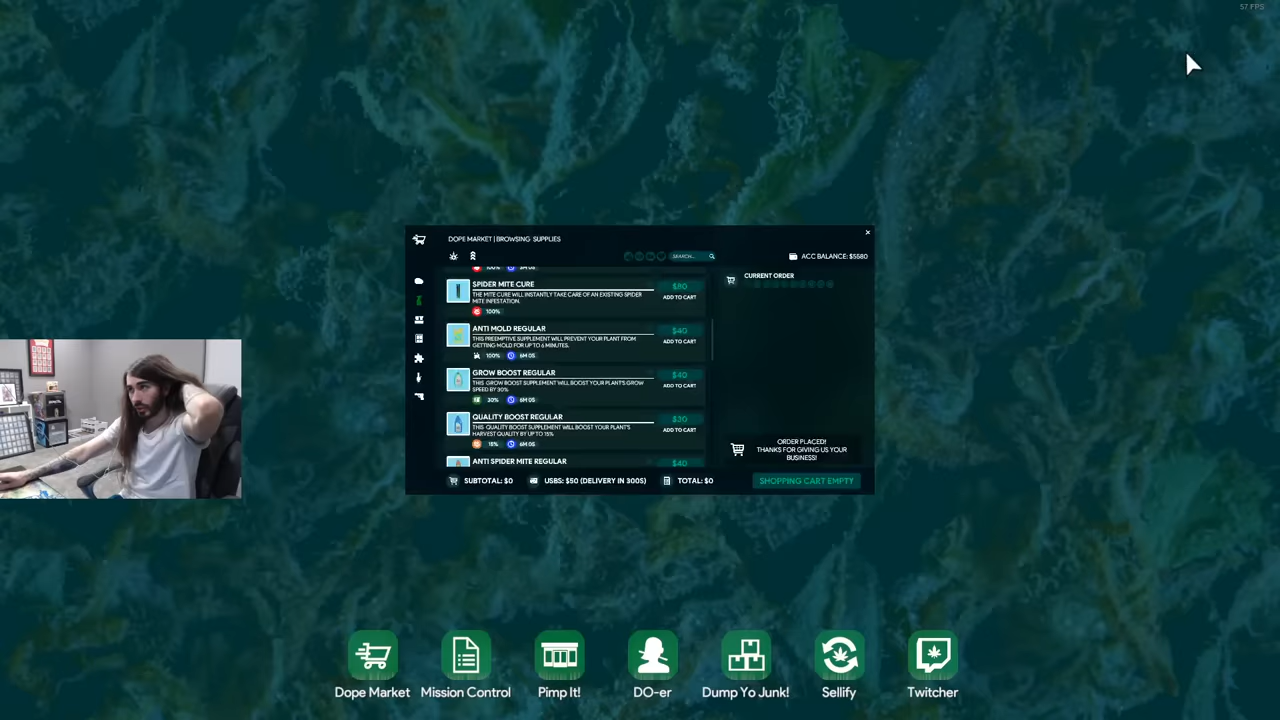 57 FPS
DOPE MARKET | BROWSING SUPPLIES
SEARCH...
ACC BALANCE: $5580
100%
CURRENT ORDER
SPIDER MITE CURE
$80
THE MITE CURE WILL INSTANTLY TAKE CARE OF AN EXISTING SPIDER
MITE INFESTATION.
ADD TO CART
100%
ANTI MOLD REGULAR
$40
THIS PREEMPTIVE SUPPLEMENT WILL PREVENT YOUR PLANT FROM
GETTING MOLD FOR UP TO 6 MINUTES.
ADD TO CART
100% 6M 0S
GROW BOOST REGULAR
$40
THIS GROW BOOST SUPPLEMENT WILL BOOST YOUR PLANT'S GROW
SPEED BY 30%
ADD TO CART
30% 6M 0S
QUALITY BOOST REGULAR
$30
THIS QUALITY BOOST SUPPLEMENT WILL BOOST YOUR PLANT'S
HARVEST QUALITY BY UP TO 15%
ADD TO CART
15% 6M 0S
ANTI SPIDER MITE REGULAR
$40
ORDER PLACED!
THANKS FOR GIVING US YOUR
BUSINESS!
SUBTOTAL: $0
USBS: $50 (DELIVERY IN 300S)
TOTAL: $0
SHOPPING CART EMPTY
Dope Market
Mission Control
Pimp It!
DO-er
Dump Yo Junk!
Sellify
Twitcher